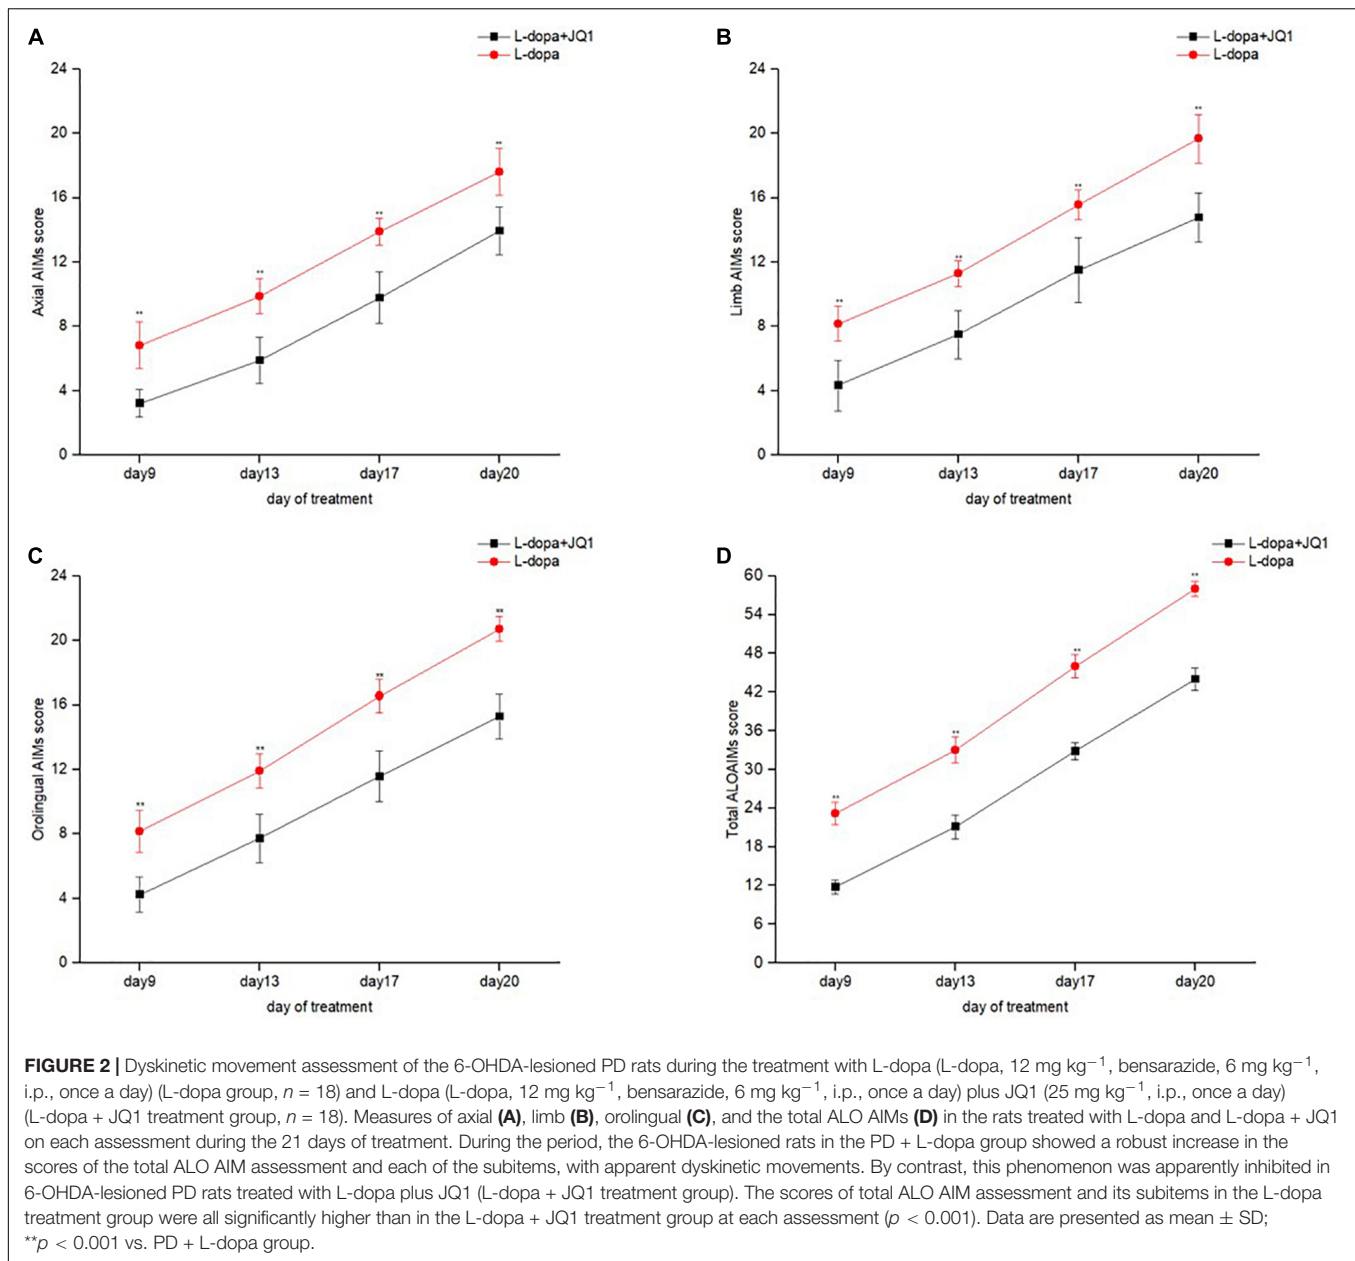 A
L-dopa+JQ1
L-dopa
24
20
16
12
8
4
0
Axial AIMs score
**
**
**
**
day9 day13 day17 day20
day of treatment
B
L-dopa+JQ1
L-dopa
24
20
16
12
8
4
0
Limb AIMs score
**
**
**
**
day9 day13 day17 day20
day of treatment
C
L-dopa+JQ1
L-dopa
24
20
16
12
8
4
0
Orolingual AIMs score
**
**
**
**
day9 day13 day17 day20
day of treatment
D
L-dopa+JQ1
L-dopa
60
54
48
42
36
30
24
18
12
6
0
Total ALOAIMs score
**
**
**
**
day9 day13 day17 day20
day of treatment
FIGURE 2 | Dyskinetic movement assessment of the 6-OHDA-lesioned PD rats during the treatment with L-dopa (L-dopa, 12 mg kg⁻¹, bensarazide, 6 mg kg⁻¹,
i.p., once a day) (L-dopa group, n = 18) and L-dopa (L-dopa, 12 mg kg⁻¹, bensarazide, 6 mg kg⁻¹, i.p., once a day) plus JQ1 (25 mg kg⁻¹, i.p., once a day)
(L-dopa + JQ1 treatment group, n = 18). Measures of axial (A), limb (B), orolingual (C), and the total ALO AIMs (D) in the rats treated with L-dopa and L-dopa + JQ1
on each assessment during the 21 days of treatment. During the period, the 6-OHDA-lesioned rats in the PD + L-dopa group showed a robust increase in the
scores of the total ALO AIM assessment and each of the subitems, with apparent dyskinetic movements. By contrast, this phenomenon was apparently inhibited in
6-OHDA-lesioned PD rats treated with L-dopa plus JQ1 (L-dopa + JQ1 treatment group). The scores of total ALO AIM assessment and its subitems in the L-dopa
treatment group were all significantly higher than in the L-dopa + JQ1 treatment group at each assessment (p < 0.001). Data are presented as mean ± SD;
**p < 0.001 vs. PD + L-dopa group.